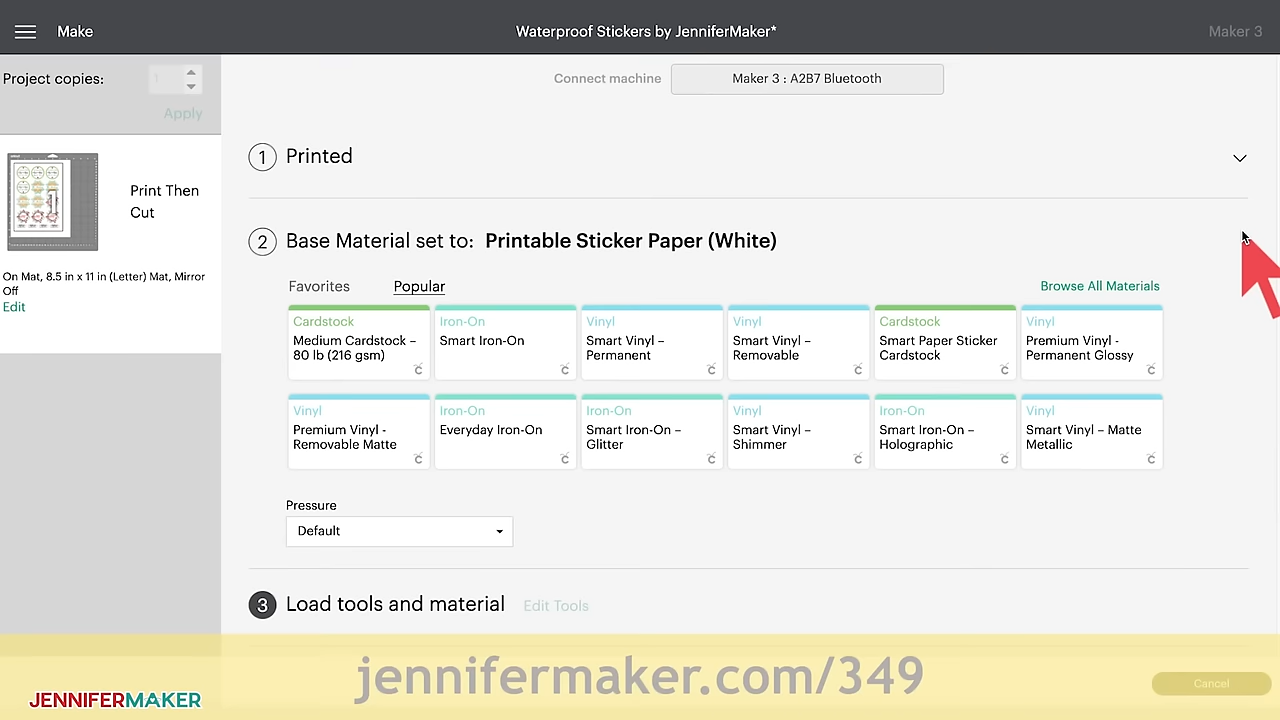 Make
Waterproof Stickers by JenniferMaker*
Maker 3
Project copies:
1
Apply
Connect machine
Maker 3 : A2B7 Bluetooth
Print Then
Cut
On Mat, 8.5 in x 11 in (Letter) Mat, Mirror
Off
Edit
1 Printed
2 Base Material set to: Printable Sticker Paper (White)
Favorites
Popular
Browse All Materials
Cardstock
Medium Cardstock –
80 lb (216 gsm)
Iron-On
Smart Iron-On
Vinyl
Smart Vinyl –
Permanent
Vinyl
Smart Vinyl –
Removable
Cardstock
Smart Paper Sticker
Cardstock
Vinyl
Premium Vinyl -
Permanent Glossy
Vinyl
Premium Vinyl -
Removable Matte
Iron-On
Everyday Iron-On
Iron-On
Smart Iron-On –
Glitter
Vinyl
Smart Vinyl –
Shimmer
Iron-On
Smart Iron-On –
Holographic
Vinyl
Smart Vinyl – Matte
Metallic
Pressure
Default
3 Load tools and material
Edit Tools
jennifermaker.com/349
JENNIFERMAKER
Cancel